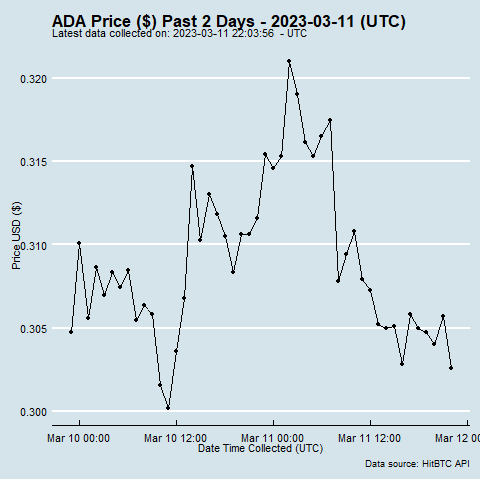 ADA Price ($) Past 2 Days - 2023-03-11 (UTC)
Latest data collected on: 2023-03-11 22:03:56 - UTC
0.320
0.315
0.310
0.305
0.300
Price USD ($)
Mar 10 00:00 Mar 10 12:00 Mar 11 00:00 Mar 11 12:00 Mar 12 00
Date Time Collected (UTC)
Data source: HitBTC API